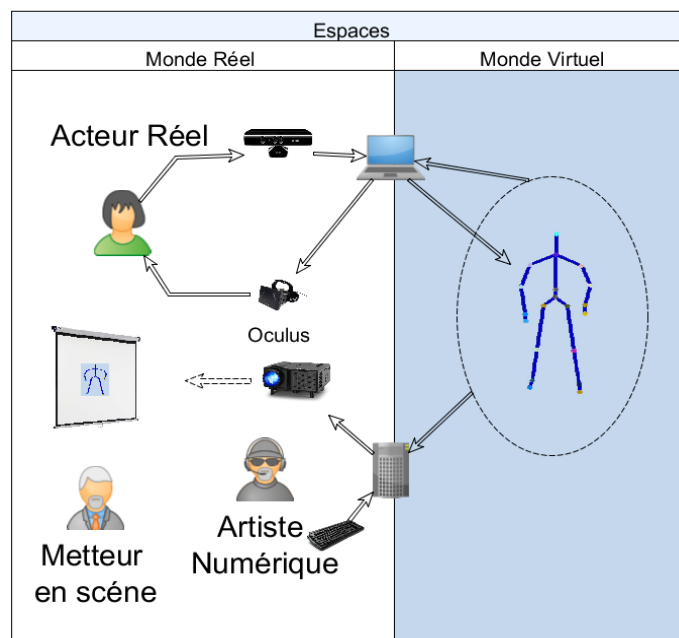 Espaces
Monde Réel
Monde Virtuel
Acteur Réel
Oculus
Artiste
Numérique
Metteur
en scéne